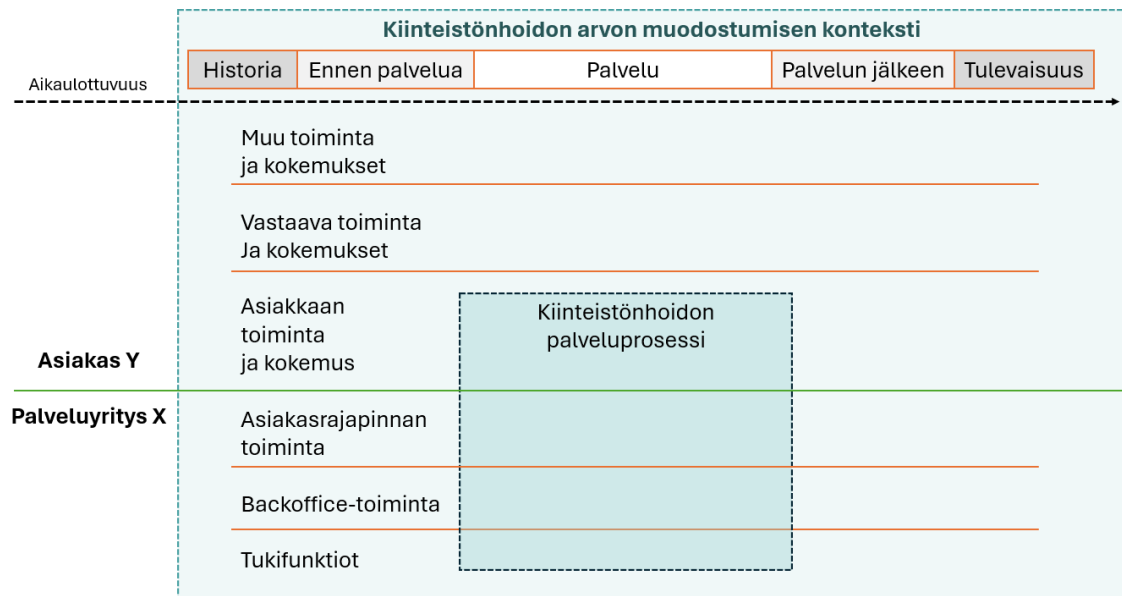 Kiinteistönhoidon arvon muodostumisen konteksti
Aikaulottuvuus
Historia
Ennen palvelua
Palvelu
Palvelun jälkeen
Tulevaisuus
Muu toiminta
ja kokemukset
Vastaava toiminta
Ja kokemukset
Asiakkaan
toiminta
ja kokemus
Kiinteistönhoidon
palveluprosessi
Asiakas Y
Palveluyritys X
Asiakasrajapinnan
toiminta
Backoffice-toiminta
Tukifunktiot